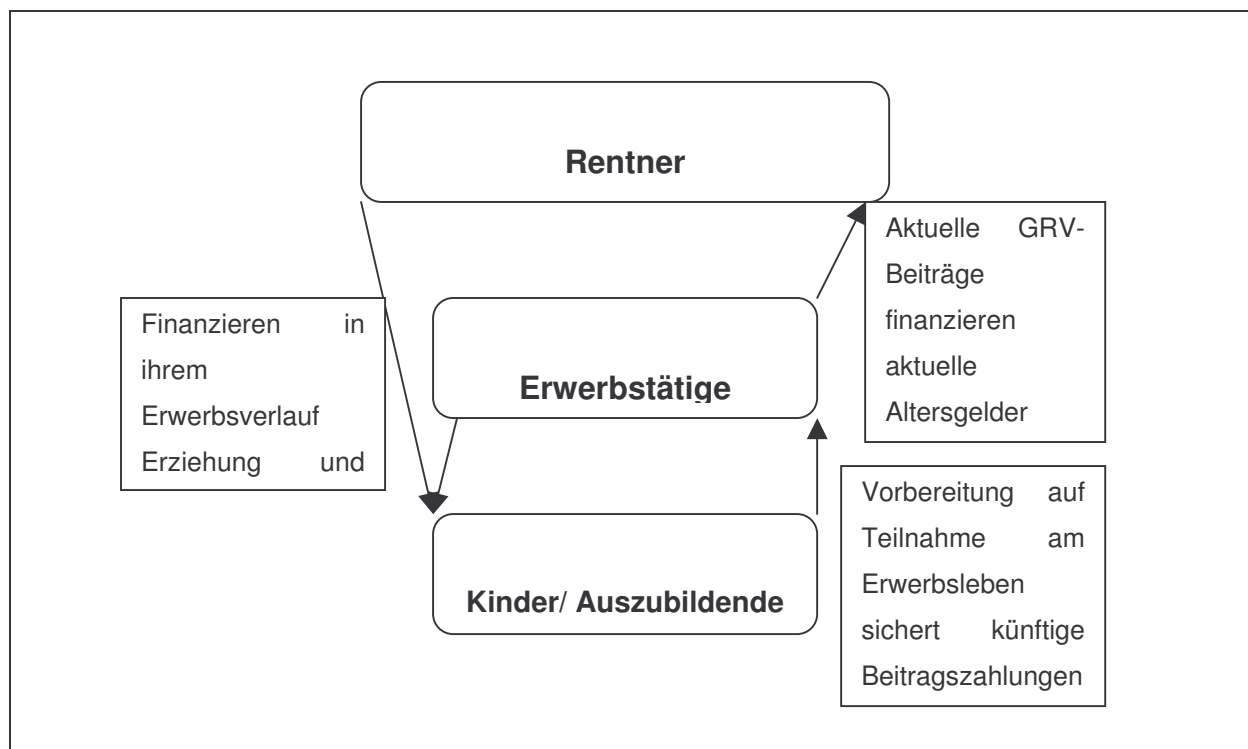 Rentner
Aktuelle GRV-
Beiträge
finanzieren
aktuelle
Altersgelder
Finanzieren in
ihrem
Erwerbsverlauf
Erziehung und
Erwerbstätige
Vorbereitung auf
Teilnahme am
Erwerbsleben
sichert künftige
Beitragszahlungen
Kinder/ Auszubildende